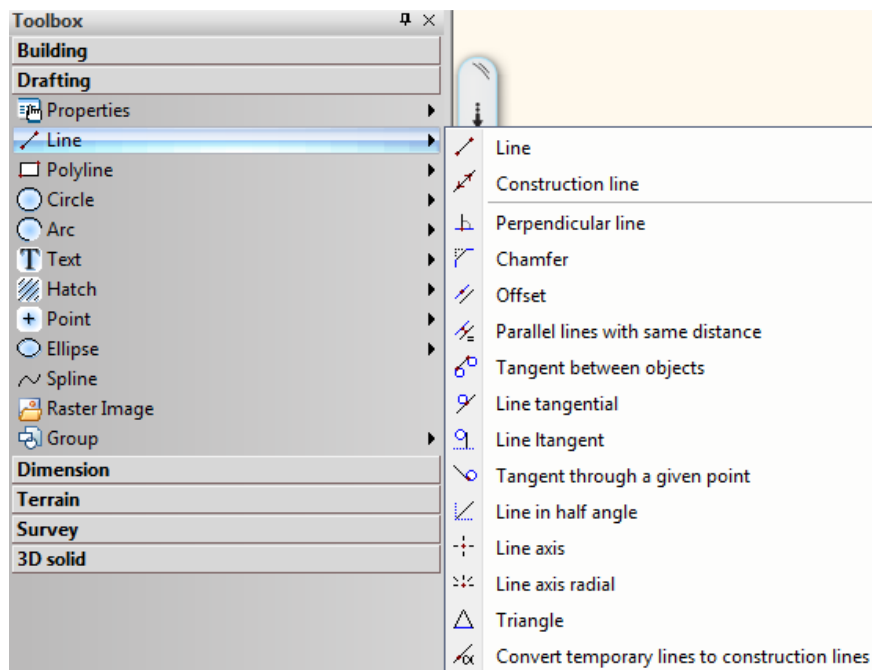 Toolbox
Building
Drafting
Properties
Line
Polyline
Circle
Arc
Text
Hatch
Point
Ellipse
Spline
Raster Image
Group
Dimension
Terrain
Survey
3D solid
Line
Construction line
Perpendicular line
Chamfer
Offset
Parallel lines with same distance
Tangent between objects
Line tangential
Line ltangent
Tangent through a given point
Line in half angle
Line axis
Line axis radial
Triangle
Convert temporary lines to construction lines